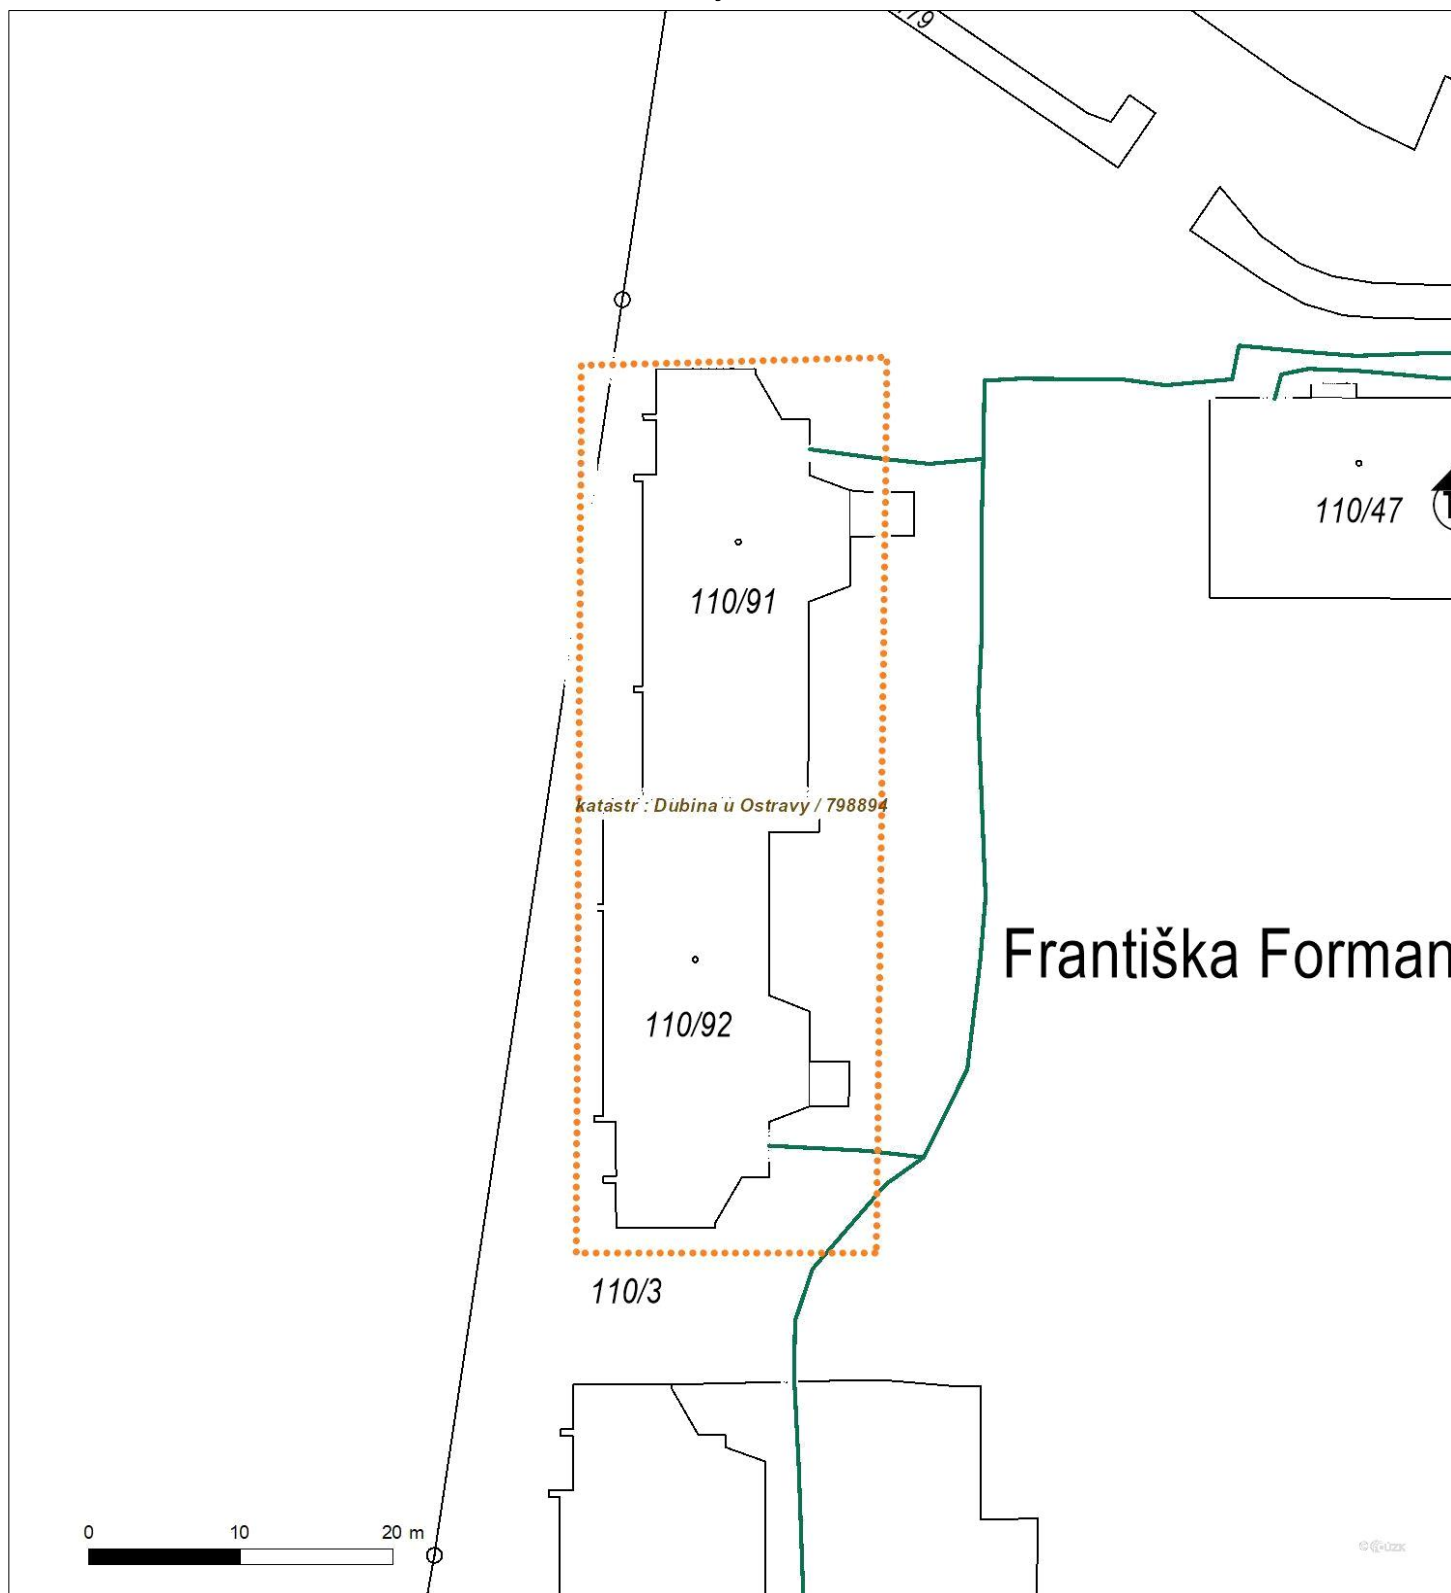 110/47
110/91
katastr : Dubina u Ostravy / 798894
Františka Forman
110/92
110/3
0 10 20 m